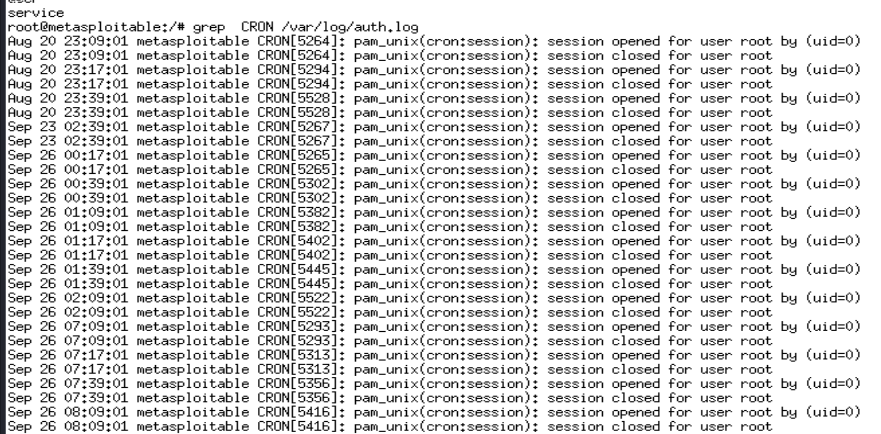 service
root@metasploitable:/# grep  CRON /var/log/auth.log
Aug 20 23:09:01 metasploitable CRON[5264]: pam_unix(cron:session): session opened for user root by (uid=0)
Aug 20 23:09:01 metasploitable CRON[5264]: pam_unix(cron:session): session closed for user root
Aug 20 23:17:01 metasploitable CRON[5294]: pam_unix(cron:session): session opened for user root by (uid=0)
Aug 20 23:17:01 metasploitable CRON[5294]: pam_unix(cron:session): session closed for user root
Aug 20 23:39:01 metasploitable CRON[5528]: pam_unix(cron:session): session opened for user root by (uid=0)
Aug 20 23:39:01 metasploitable CRON[5528]: pam_unix(cron:session): session closed for user root
Sep 23 02:39:01 metasploitable CRON[5267]: pam_unix(cron:session): session opened for user root by (uid=0)
Sep 23 02:39:01 metasploitable CRON[5267]: pam_unix(cron:session): session closed for user root
Sep 26 00:17:01 metasploitable CRON[5265]: pam_unix(cron:session): session opened for user root by (uid=0)
Sep 26 00:17:01 metasploitable CRON[5265]: pam_unix(cron:session): session closed for user root
Sep 26 00:39:01 metasploitable CRON[5302]: pam_unix(cron:session): session opened for user root by (uid=0)
Sep 26 00:39:01 metasploitable CRON[5302]: pam_unix(cron:session): session closed for user root
Sep 26 01:09:01 metasploitable CRON[5382]: pam_unix(cron:session): session opened for user root by (uid=0)
Sep 26 01:09:01 metasploitable CRON[5382]: pam_unix(cron:session): session closed for user root
Sep 26 01:17:01 metasploitable CRON[5402]: pam_unix(cron:session): session opened for user root by (uid=0)
Sep 26 01:17:01 metasploitable CRON[5402]: pam_unix(cron:session): session closed for user root
Sep 26 01:39:01 metasploitable CRON[5445]: pam_unix(cron:session): session opened for user root by (uid=0)
Sep 26 01:39:01 metasploitable CRON[5445]: pam_unix(cron:session): session closed for user root
Sep 26 02:09:01 metasploitable CRON[5522]: pam_unix(cron:session): session opened for user root by (uid=0)
Sep 26 02:09:01 metasploitable CRON[5522]: pam_unix(cron:session): session closed for user root
Sep 26 07:09:01 metasploitable CRON[5293]: pam_unix(cron:session): session opened for user root by (uid=0)
Sep 26 07:09:01 metasploitable CRON[5293]: pam_unix(cron:session): session closed for user root
Sep 26 07:17:01 metasploitable CRON[5313]: pam_unix(cron:session): session opened for user root by (uid=0)
Sep 26 07:17:01 metasploitable CRON[5313]: pam_unix(cron:session): session closed for user root
Sep 26 07:39:01 metasploitable CRON[5356]: pam_unix(cron:session): session opened for user root by (uid=0)
Sep 26 07:39:01 metasploitable CRON[5356]: pam_unix(cron:session): session closed for user root
Sep 26 08:09:01 metasploitable CRON[5416]: pam_unix(cron:session): session opened for user root by (uid=0)
Sep 26 08:09:01 metasploitable CRON[5416]: pam_unix(cron:session): session closed for user root